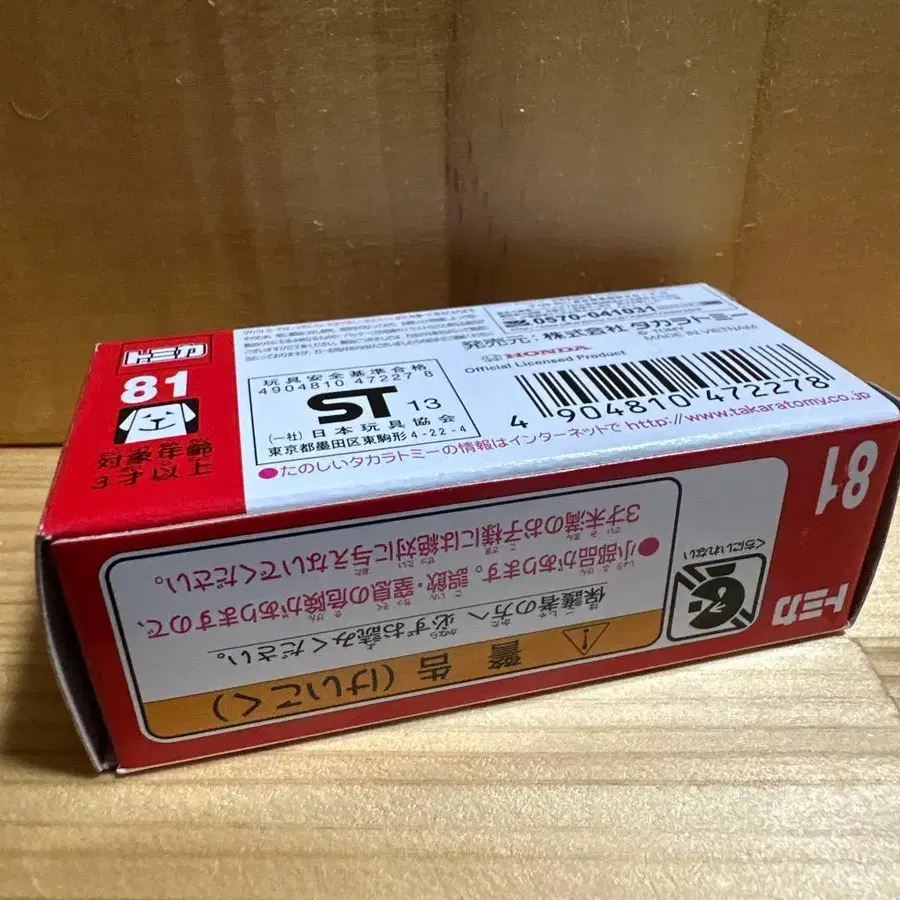 トミカ
81
対象年齢
3才以上
玩具安全基準合格
4904810 47227 8
ST 13
(一社) 日本玩具協会
東京都墨田区東駒形4-22-4
●たのしいタカラトミーの情報はインターネットで http://www.takaratomy.co.jp
0570-041031
発売元:株式会社 タカラトミー
MADE IN VIETNAM
HONDA
Official Licensed Product
4 904810 472278
81
トミカ
警告(けいこく)
保護者の方へ 必ずお読みください。
●小部品があります。誤飲・窒息の危険がありますので、
3才未満のお子様には絶対に与えないでください。
くちにいれない